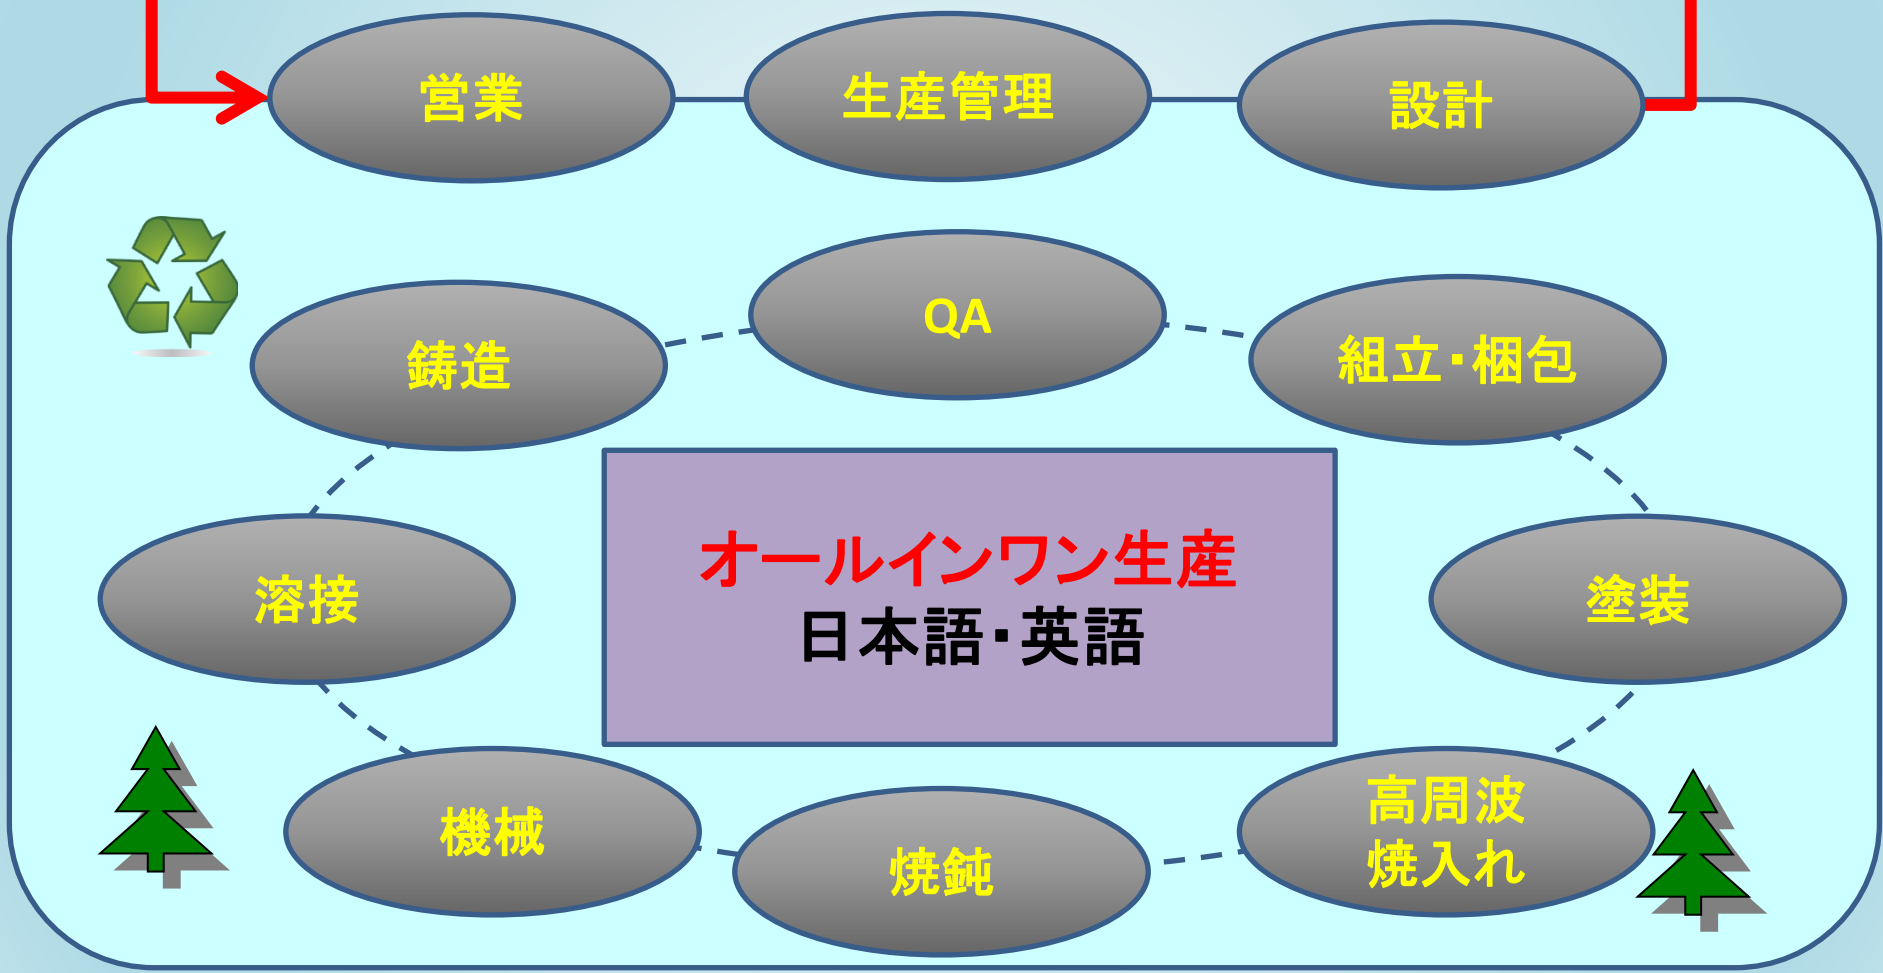 営業
生産管理
設計
QA
鋳造
組立・梱包
オールインワン生産
日本語・英語
溶接
塗装
機械
焼鈍
高周波
焼入れ